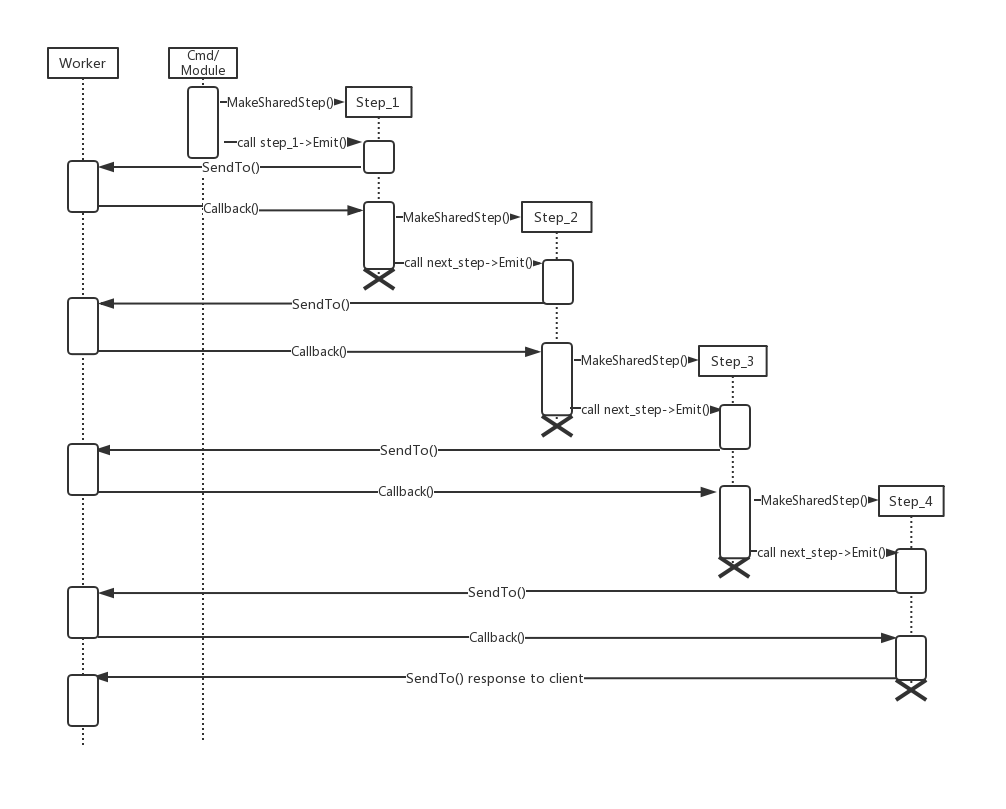 Worker
Cmd/
Module
MakeSharedStep()
Step_1
call step_1->Emit()
SendTo()
Callback()
MakeSharedStep()
Step_2
call next_step->Emit()
SendTo()
Callback()
MakeSharedStep()
Step_3
call next_step->Emit()
SendTo()
Callback()
MakeSharedStep()
Step_4
call next_step->Emit()
SendTo()
Callback()
SendTo() response to client